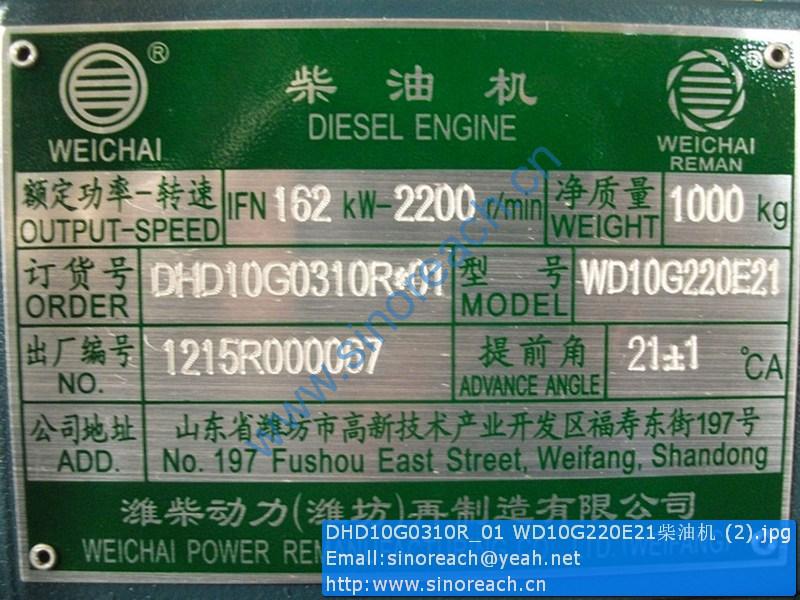 WEICHAI ®
柴油机
DIESEL ENGINE
®
WEICHAI
REMAN
额定功率-转速
OUTPUT-SPEED
IFN 162 kW-2200 r/min
净质量
WEIGHT
1000 kg
订货号
ORDER
DHD10G0310R*01
型号
MODEL
WD10G220E21
出厂编号
NO.
1215R000097
提前角
ADVANCE ANGLE
21±1 °CA
公司地址
ADD.
山东省潍坊市高新技术产业开发区福寿东街197号
No. 197 Fushou East Street, Weifang, Shandong
潍柴动力(潍坊)再制造有限公司
WEICHAI POWER
www.sinoreach.cn
DHD10G0310R_01 WD10G220E21柴油机 (2).jpg
Email:sinoreach@yeah.net
http:www.sinoreach.cn